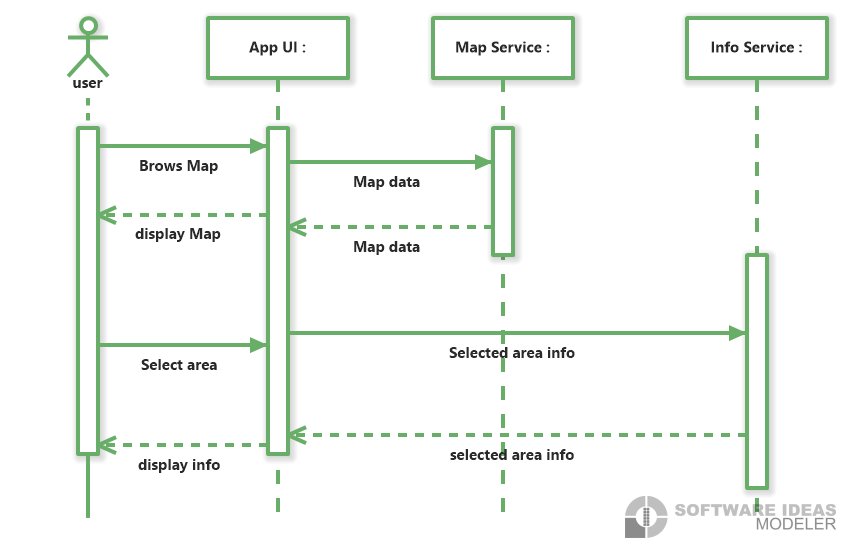 user
App UI :
Map Service :
Info Service :
Brows Map
Map data
display Map
Map data
Selected area info
Select area
selected area info
display info
SOFTWARE IDEAS
MODELER